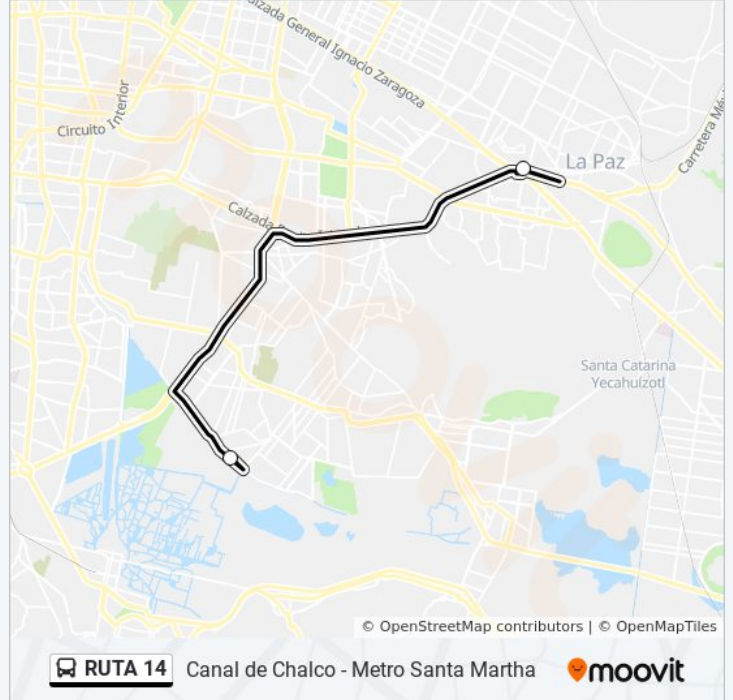 Calzada General Ignacio Zaragoza
Circuito Interior
La Paz
Carretera
Calzada
Santa Catarina
Yecahuízotl
© OpenStreetMap contributors | © OpenMapTiles
RUTA 14 Canal de Chalco - Metro Santa Martha moovit